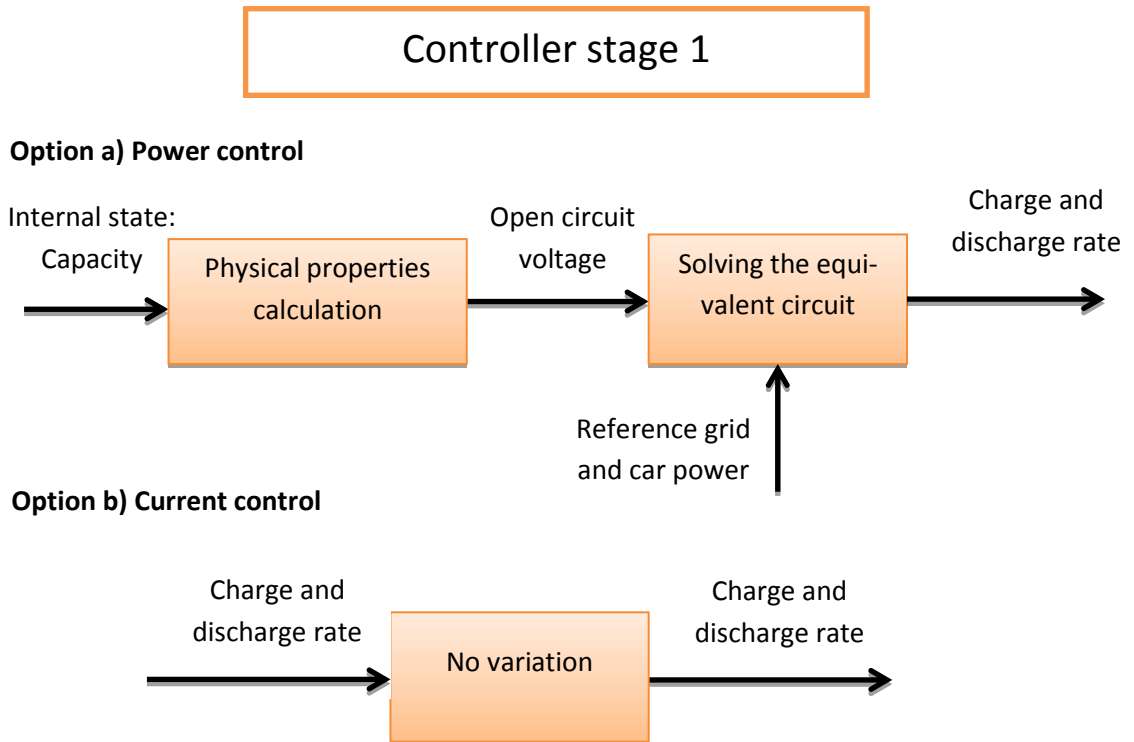 Controller stage 1
Option a) Power control
Internal state:
Capacity
Physical properties
calculation
Open circuit
voltage
Solving the equi-
valent circuit
Charge and
discharge rate
Reference grid
and car power
Option b) Current control
Charge and
discharge rate
No variation
Charge and
discharge rate